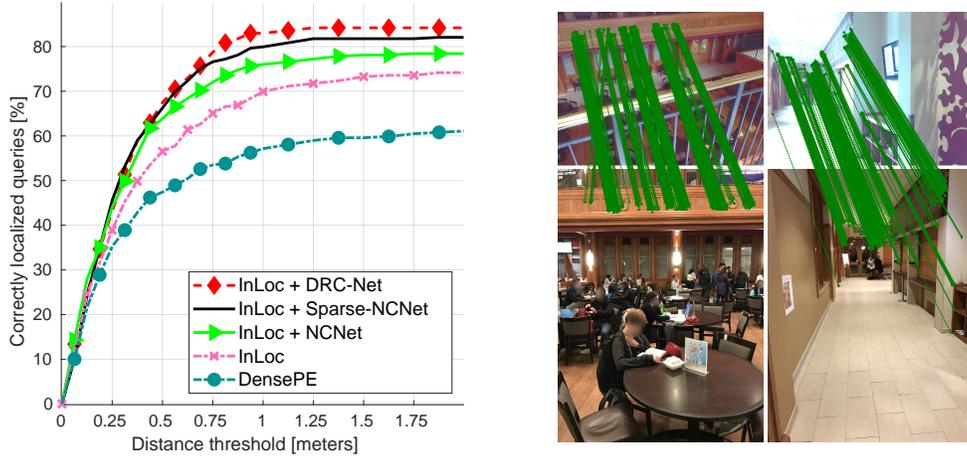 Correctly localized queries [%]
80
70
60
50
40
30
20
10
0
InLoc + DRC-Net
InLoc + Sparse-NCNet
InLoc + NCNet
InLoc
DensePE
0 0.25 0.5 0.75 1 1.25 1.5 1.75
Distance threshold [meters]